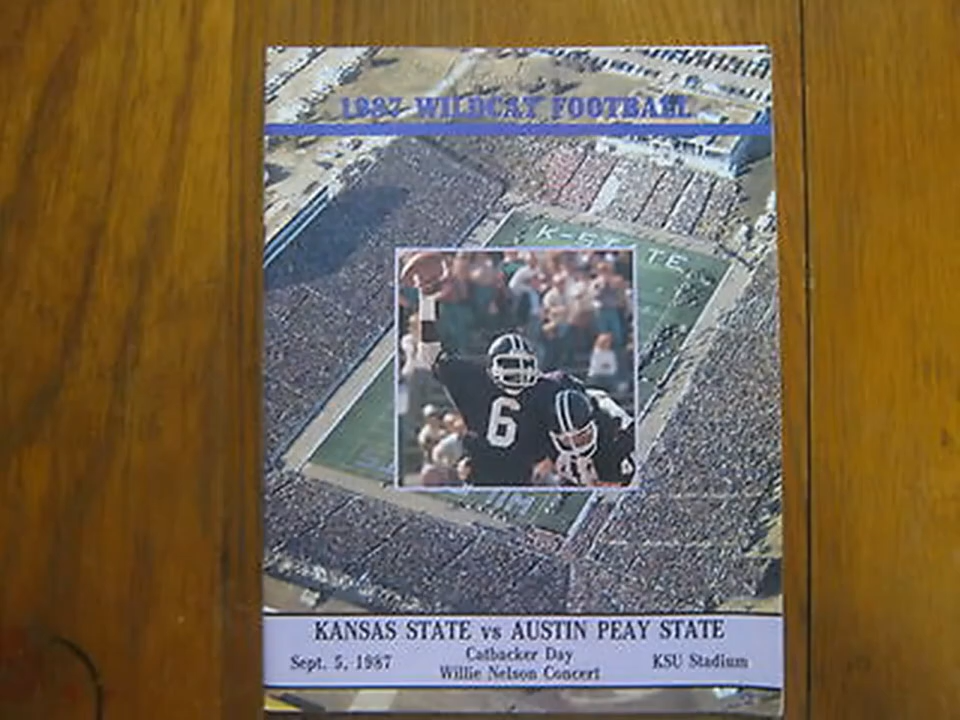 1987 WILDCAT FOOTBALL
K-STATE
6
KANSAS STATE vs AUSTIN PEAY STATE
Sept. 5, 1987
Catbacker Day
Willie Nelson Concert
KSU Stadium